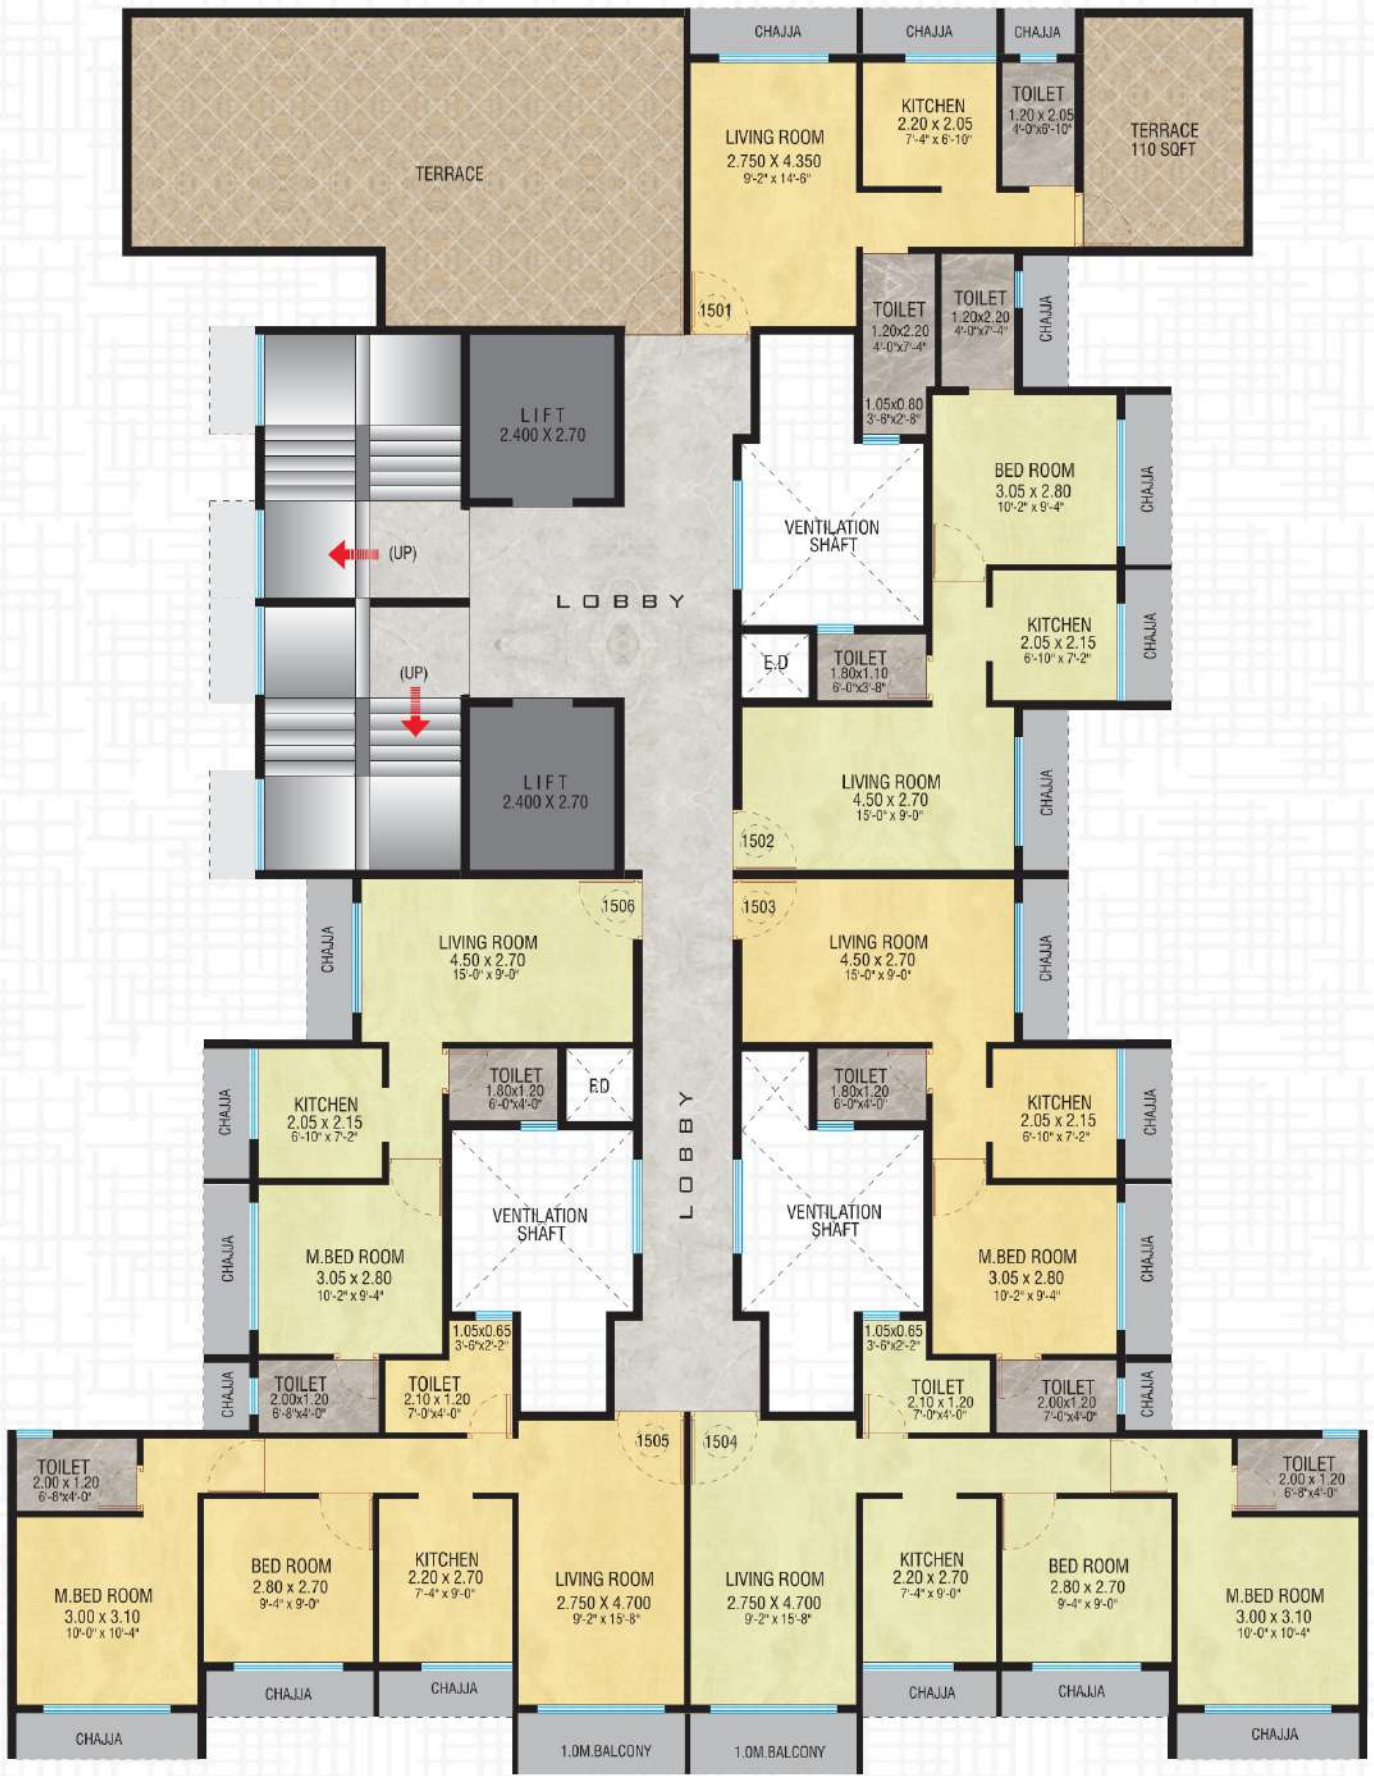 CHAJJA
CHAJJA
CHAJJA
TERRACE
LIVING ROOM
2.750 X 4.350
9'-2" x 14'-6"
KITCHEN
2.20 x 2.05
7'-4" x 6'-10"
TOILET
1.20 x 2.05
4'-0"x6'-10"
TERRACE
110 SQFT
1501
TOILET
1.20x2.20
4'-0"x7'-4"
1.05x0.80
3'-6"x2'-8"
TOILET
1.20x2.20
4'-0"x7'-4"
CHAJJA
LIFT
2.400 X 2.70
BED ROOM
3.05 x 2.80
10'-2" x 9'-4"
CHAJJA
VENTILATION
SHAFT
(UP)
LOBBY
KITCHEN
2.05 x 2.15
6'-10" x 7'-2"
CHAJJA
E.D
TOILET
1.80x1.10
6'-0"x3'-8"
(UP)
LIFT
2.400 X 2.70
LIVING ROOM
4.50 x 2.70
15'-0" x 9'-0"
CHAJJA
1502
1506
1503
CHAJJA
LIVING ROOM
4.50 x 2.70
15'-0" x 9'-0"
LIVING ROOM
4.50 x 2.70
15'-0" x 9'-0"
CHAJJA
CHAJJA
KITCHEN
2.05 x 2.15
6'-10" x 7'-2"
TOILET
1.80x1.20
6'-0"x4'-0"
F.D
LOBBY
TOILET
1.80x1.20
6'-0"x4'-0"
KITCHEN
2.05 x 2.15
6'-10" x 7'-2"
CHAJJA
CHAJJA
M.BED ROOM
3.05 x 2.80
10'-2" x 9'-4"
VENTILATION
SHAFT
VENTILATION
SHAFT
M.BED ROOM
3.05 x 2.80
10'-2" x 9'-4"
CHAJJA
1.05x0.65
3'-6"x2'-2"
1.05x0.65
3'-6"x2'-2"
CHAJJA
TOILET
2.00x1.20
6'-8"x4'-0"
TOILET
2.10 x 1.20
7'-0"x4'-0"
TOILET
2.10 x 1.20
7'-0"x4'-0"
TOILET
2.00x1.20
7'-0"x4'-0"
CHAJJA
1505
1504
TOILET
2.00 x 1.20
6'-8"x4'-0"
TOILET
2.00 x 1.20
6'-8"x4'-0"
M.BED ROOM
3.00 x 3.10
10'-0" x 10'-4"
BED ROOM
2.80 x 2.70
9'-4" x 9'-0"
KITCHEN
2.20 x 2.70
7'-4" x 9'-0"
LIVING ROOM
2.750 X 4.700
9'-2" x 15'-8"
LIVING ROOM
2.750 X 4.700
9'-2" x 15'-8"
KITCHEN
2.20 x 2.70
7'-4" x 9'-0"
BED ROOM
2.80 x 2.70
9'-4" x 9'-0"
M.BED ROOM
3.00 x 3.10
10'-0" x 10'-4"
CHAJJA
CHAJJA
CHAJJA
CHAJJA
CHAJJA
CHAJJA
1.0M.BALCONY
1.0M.BALCONY